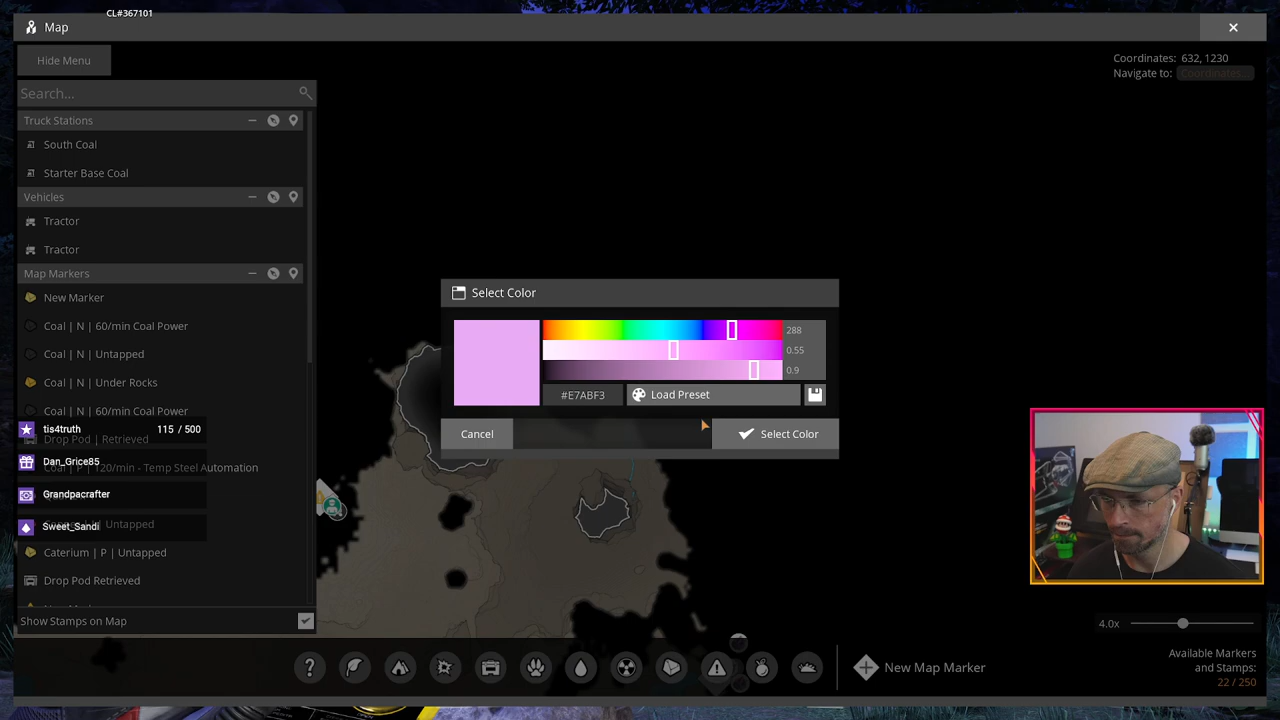 CL#367101
Map
Hide Menu
Coordinates: 632, 1230
Navigate to: Coordinates...
Search...
Truck Stations
South Coal
Starter Base Coal
Vehicles
Tractor
Tractor
Map Markers
New Marker
Coal | N | 60/min Coal Power
Coal | N | Untapped
Coal | N | Under Rocks
Coal | N | 60/min Coal Power
tis4truth 115 / 500
Drop Pod | Retrieved
Dan_Grice85
Coal | P | 120/min - Temp Steel Automation
Grandpacrafter
Sweet_Sandi
Untapped
Caterium | P | Untapped
Drop Pod Retrieved
Show Stamps on Map
Select Color
288
0.55
0.9
#E7ABF3
Load Preset
Cancel
Select Color
4.0x
New Map Marker
Available Markers
and Stamps:
22 / 250